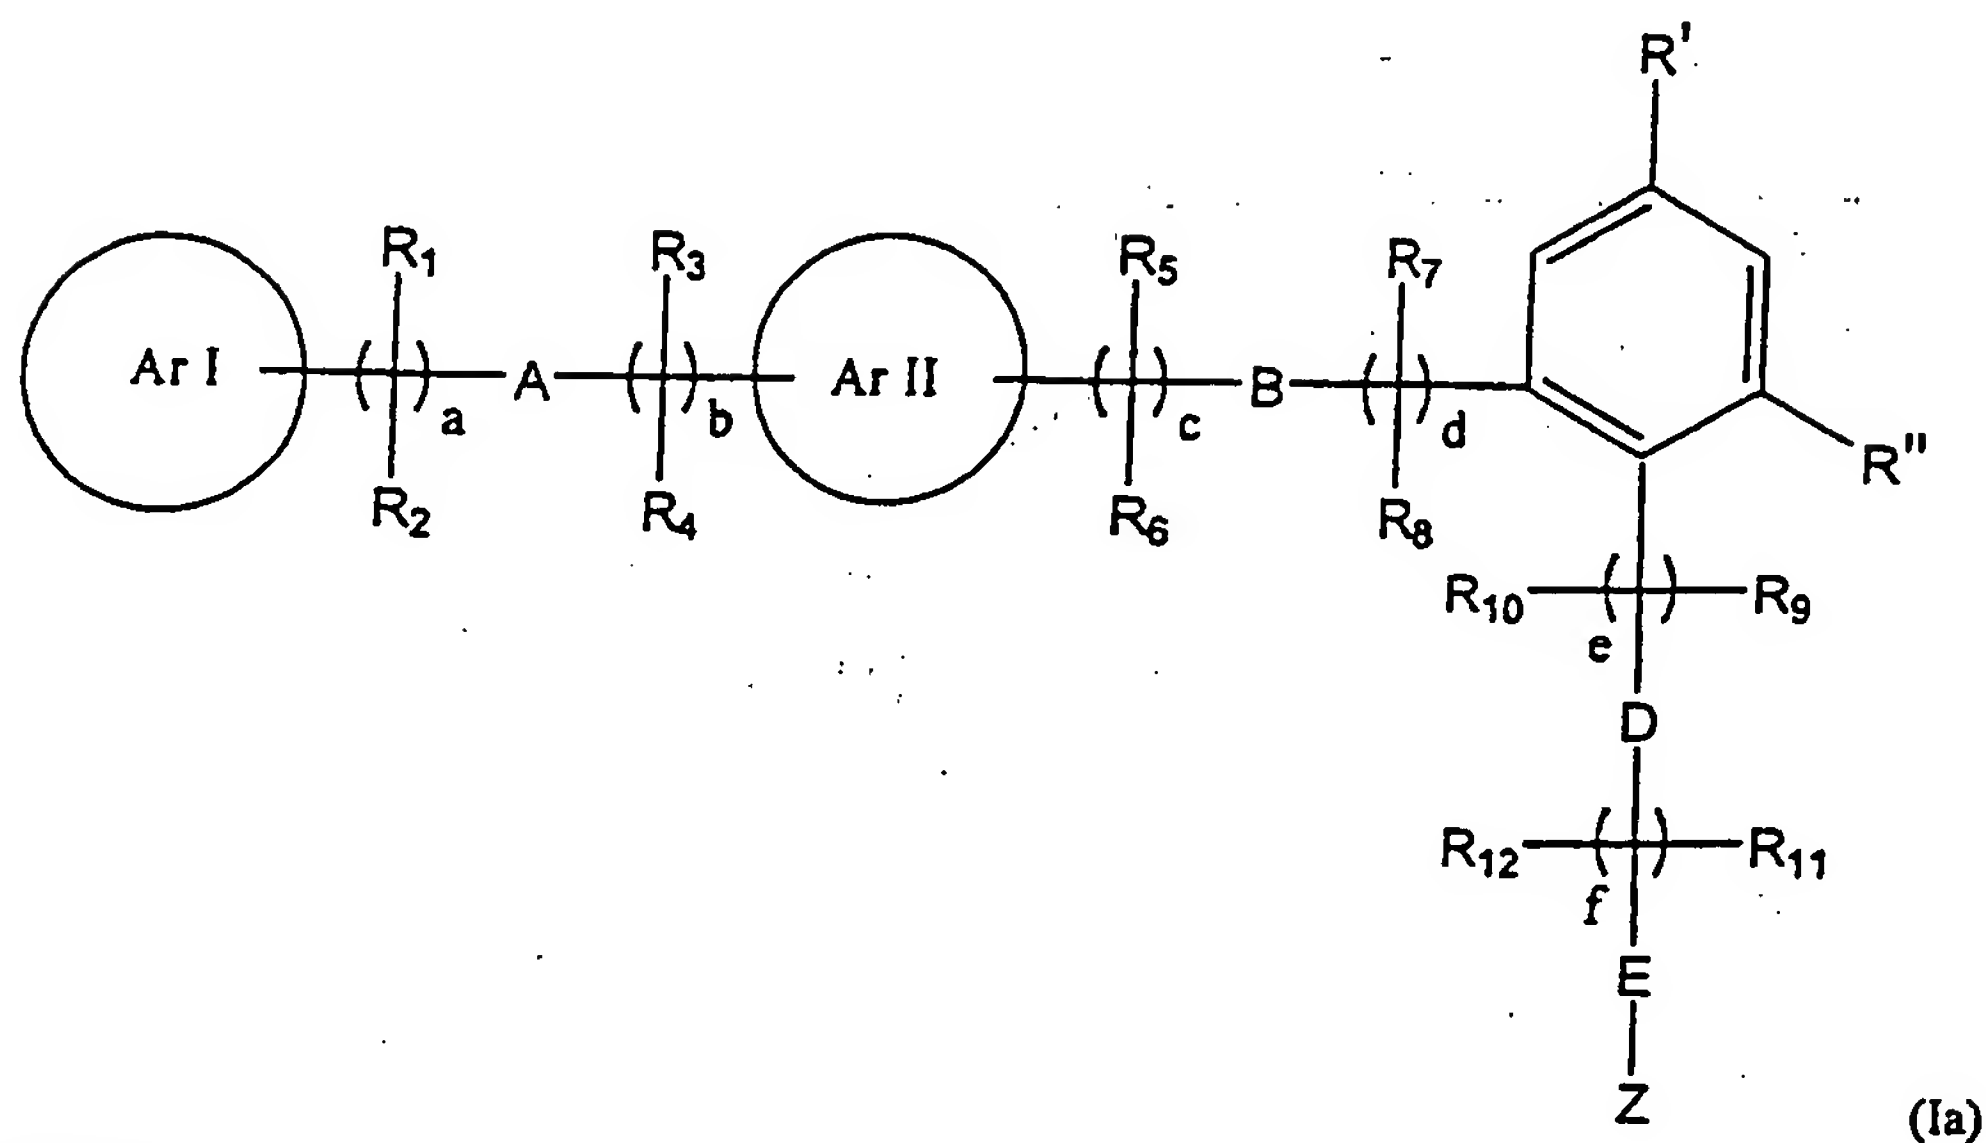 R'
R1 R3 R5 R7
Ar I ( )a A ( )b Ar II ( )c B ( )d
R2 R4 R6 R8 R"
R10 ( )e R9
D
R12 ( )f R11
E
Z
(Ia)